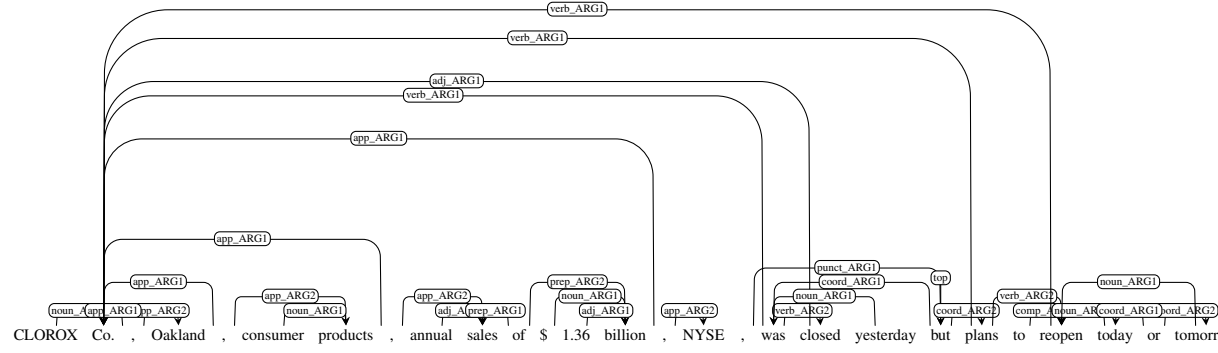 verb_ARG1
verb_ARG1
adj_ARG1
verb_ARG1
app_ARG1
app_ARG1
punct_ARG1
top
app_ARG1 prep_ARG2 coord_ARG1 noun_ARG1
app_ARG2 app_ARG2 noun_ARG1 noun_ARG1 verb_ARG2
app_ARG1 noun_ARG1 prep_ARG1 adj_ARG1 app_ARG2 verb_ARG2 coord_ARG2 coord_ARG1
CLOROX Co. , Oakland , consumer products , annual sales of $ 1.36 billion , NYSE , was closed yesterday but plans to reopen today or tomorr